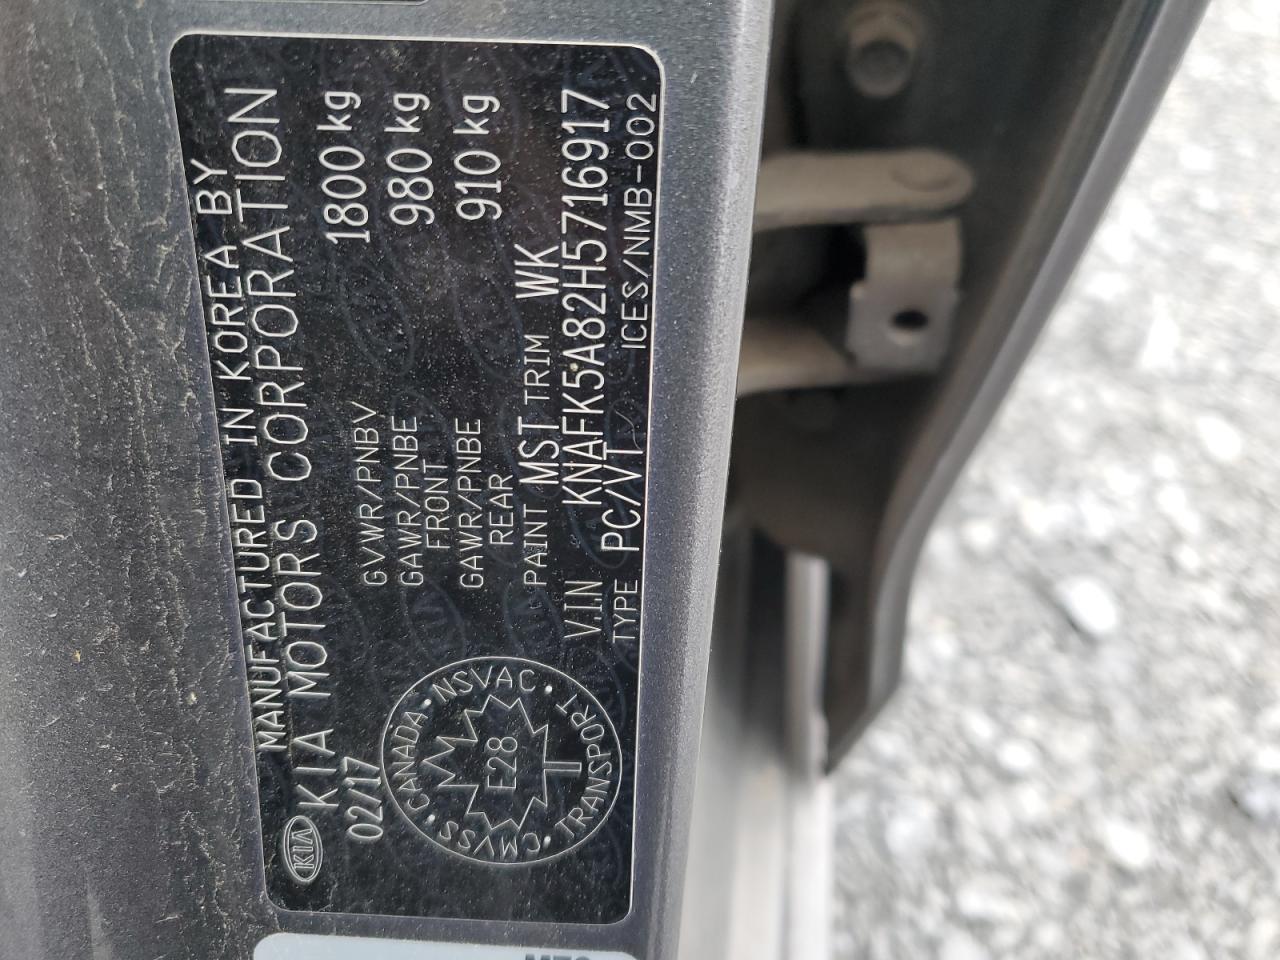 MANUFACTURED IN KOREA BY
KIA KIA MOTORS CORPORATION
02/17
GVWR/PNBV 1800 kg
GAWR/PNBE 980 kg
FRONT
GAWR/PNBE 910 kg
REAR
PAINT MST TRIM WK
V.I.N KNAFK5A82H5716917
TYPE PC/VT ICES/NMB-002
CMVSS · CANADA · NSVAC · TRANSPORT ·
E28
T